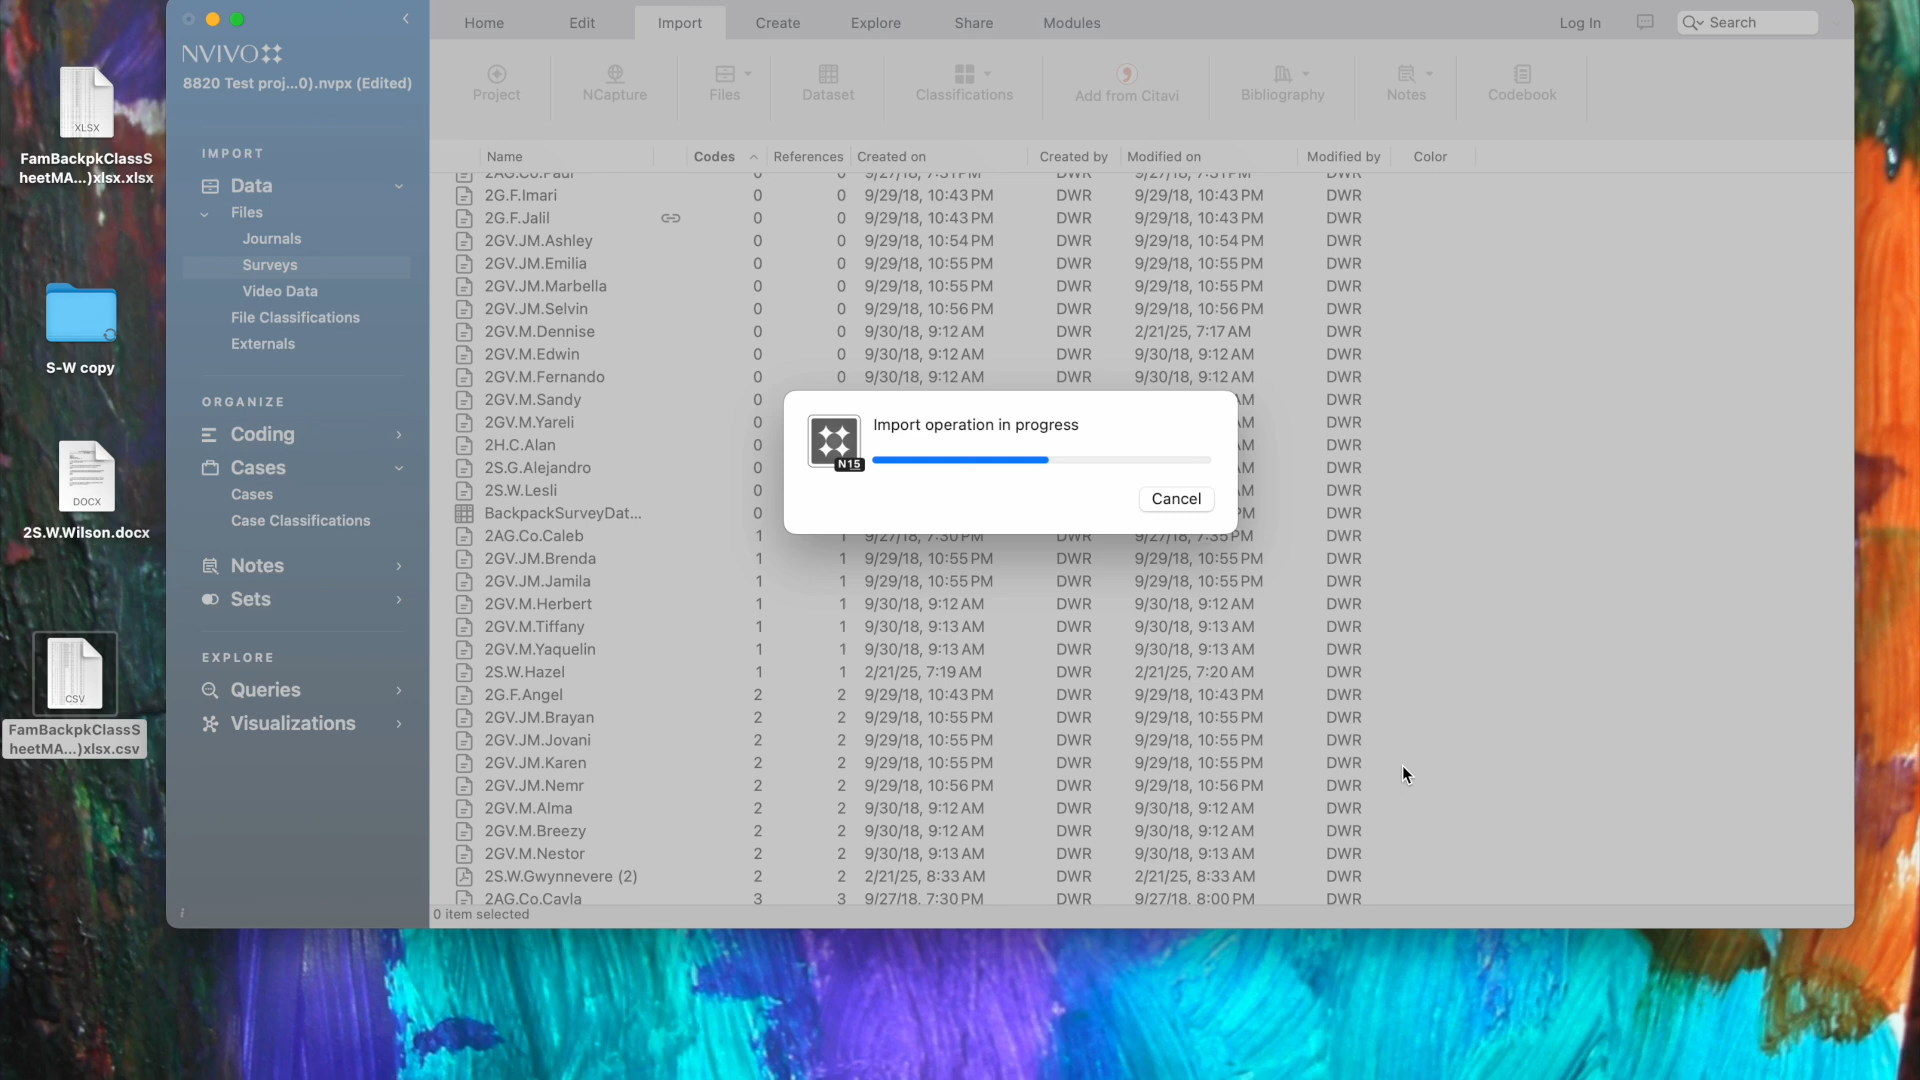 Home Edit Import Create Explore Share Modules Log In Search
NVIVO
8820 Test proj...0).nvpx (Edited)
Project NCapture Files Dataset Classifications Add from Citavi Bibliography Notes Codebook
XLSX
FamBackpkClassS
heetMA...)xlsx.xlsx
S-W copy
DOCX
2S.W.Wilson.docx
CSV
FamBackpkClassS
heetMA...)xlsx.csv
IMPORT
Data
Files
Journals
Surveys
Video Data
File Classifications
Externals
ORGANIZE
Coding
Cases
Cases
Case Classifications
Notes
Sets
EXPLORE
Queries
Visualizations
i
Name Codes References Created on Created by Modified on Modified by Color
2AG.Co.Paul 0 0 9/27/18, 7:31 PM DWR 9/27/18, 7:31 PM DWR
2G.F.Imari 0 0 9/29/18, 10:43 PM DWR 9/29/18, 10:43 PM DWR
2G.F.Jalil 0 0 9/29/18, 10:43 PM DWR 9/29/18, 10:43 PM DWR
2GV.JM.Ashley 0 0 9/29/18, 10:54 PM DWR 9/29/18, 10:54 PM DWR
2GV.JM.Emilia 0 0 9/29/18, 10:55 PM DWR 9/29/18, 10:55 PM DWR
2GV.JM.Marbella 0 0 9/29/18, 10:55 PM DWR 9/29/18, 10:55 PM DWR
2GV.JM.Selvin 0 0 9/29/18, 10:56 PM DWR 9/29/18, 10:56 PM DWR
2GV.M.Dennise 0 0 9/30/18, 9:12 AM DWR 2/21/25, 7:17 AM DWR
2GV.M.Edwin 0 0 9/30/18, 9:12 AM DWR 9/30/18, 9:12 AM DWR
2GV.M.Fernando 0 0 9/30/18, 9:12 AM DWR 9/30/18, 9:12 AM DWR
2GV.M.Sandy 0 AM DWR
2GV.M.Yareli 0 AM DWR
2H.C.Alan 0 AM DWR
2S.G.Alejandro 0 AM DWR
2S.W.Lesli 0 AM DWR
BackpackSurveyDat... 0 PM DWR
2AG.Co.Caleb 1 1 9/27/18, 7:30 PM DWR 9/27/18, 7:35 PM DWR
2GV.JM.Brenda 1 1 9/29/18, 10:55 PM DWR 9/29/18, 10:55 PM DWR
2GV.JM.Jamila 1 1 9/29/18, 10:55 PM DWR 9/29/18, 10:55 PM DWR
2GV.M.Herbert 1 1 9/30/18, 9:12 AM DWR 9/30/18, 9:12 AM DWR
2GV.M.Tiffany 1 1 9/30/18, 9:13 AM DWR 9/30/18, 9:13 AM DWR
2GV.M.Yaquelin 1 1 9/30/18, 9:13 AM DWR 9/30/18, 9:13 AM DWR
2S.W.Hazel 1 1 2/21/25, 7:19 AM DWR 2/21/25, 7:20 AM DWR
2G.F.Angel 2 2 9/29/18, 10:43 PM DWR 9/29/18, 10:43 PM DWR
2GV.JM.Brayan 2 2 9/29/18, 10:55 PM DWR 9/29/18, 10:55 PM DWR
2GV.JM.Jovani 2 2 9/29/18, 10:55 PM DWR 9/29/18, 10:55 PM DWR
2GV.JM.Karen 2 2 9/29/18, 10:55 PM DWR 9/29/18, 10:55 PM DWR
2GV.JM.Nemr 2 2 9/29/18, 10:56 PM DWR 9/29/18, 10:56 PM DWR
2GV.M.Alma 2 2 9/30/18, 9:12 AM DWR 9/30/18, 9:12 AM DWR
2GV.M.Breezy 2 2 9/30/18, 9:12 AM DWR 9/30/18, 9:12 AM DWR
2GV.M.Nestor 2 2 9/30/18, 9:13 AM DWR 9/30/18, 9:13 AM DWR
2S.W.Gwynnevere (2) 2 2 2/21/25, 8:33 AM DWR 2/21/25, 8:33 AM DWR
2AG.Co.Cayla 3 3 9/27/18, 7:30 PM DWR 9/27/18, 8:00 PM DWR
0 item selected
Import operation in progress
N15
Cancel